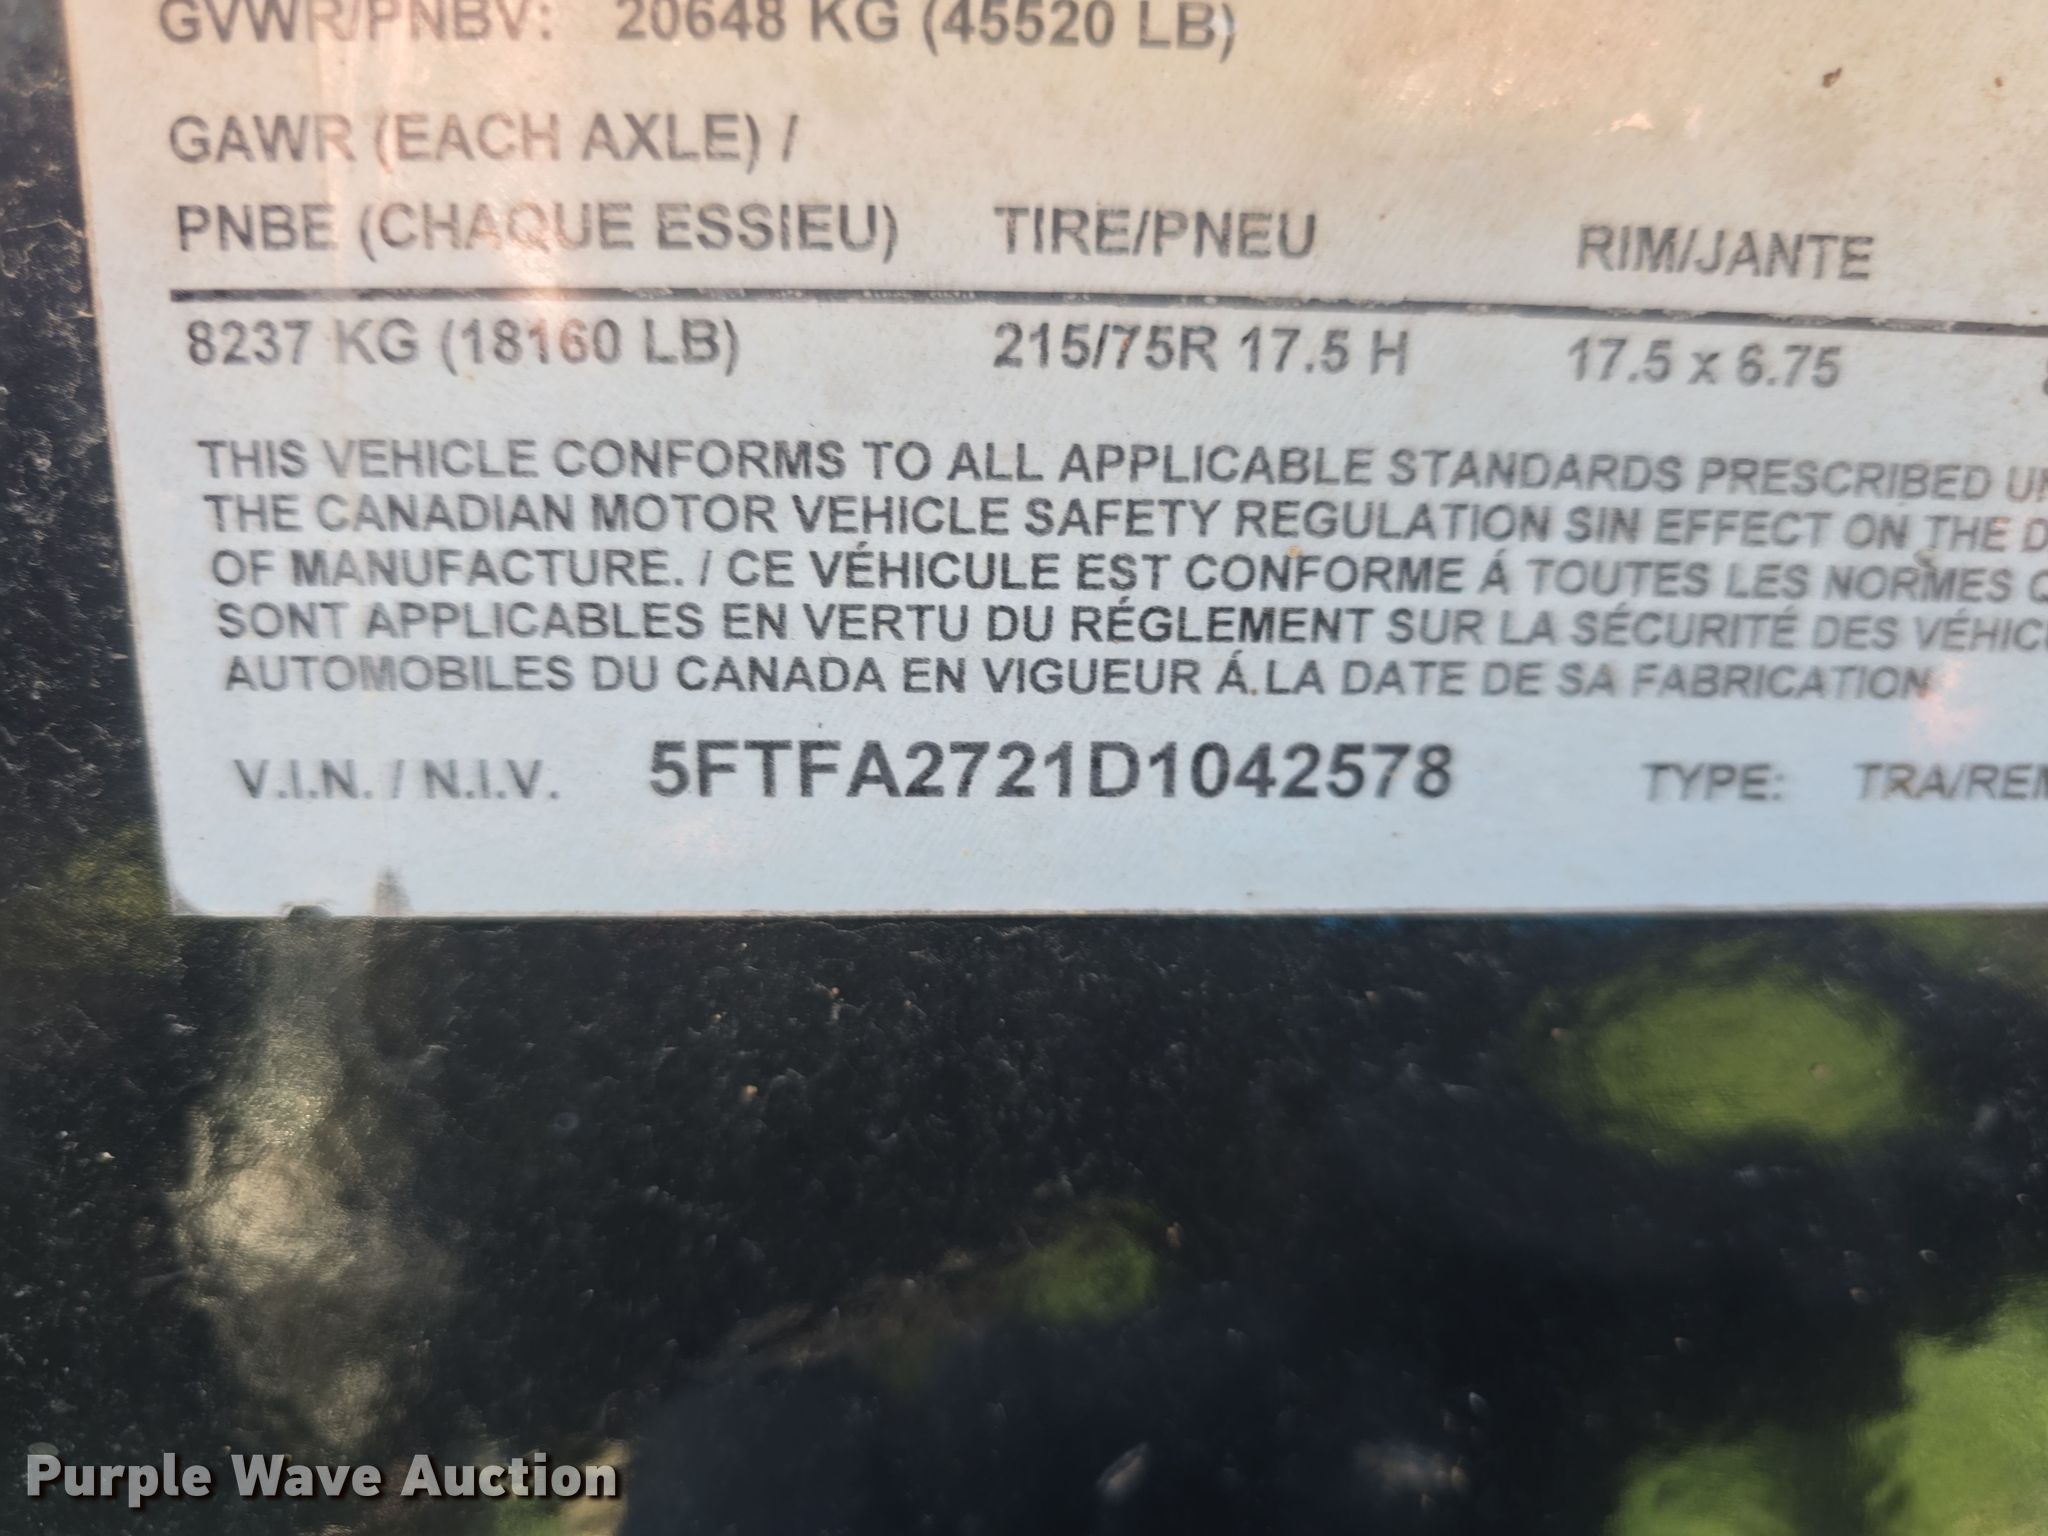 GVWR/PNBV: 20648 KG (45520 LB)
GAWR (EACH AXLE) /
PNBE (CHAQUE ESSIEU) TIRE/PNEU RIM/JANTE
8237 KG (18160 LB) 215/75R 17.5 H 17.5 x 6.75
THIS VEHICLE CONFORMS TO ALL APPLICABLE STANDARDS PRESCRIBED
THE CANADIAN MOTOR VEHICLE SAFETY REGULATION SIN EFFECT ON THE
OF MANUFACTURE. / CE VÉHICULE EST CONFORME Á TOUTES LES NORMES
SONT APPLICABLES EN VERTU DU RÉGLEMENT SUR LA SÉCURITÉ DES
AUTOMOBILES DU CANADA EN VIGUEUR Á LA DATE DE SA FABRICATION
V.I.N. / N.I.V. 5FTFA2721D1042578 TYPE: TRA/REM
Purple Wave Auction